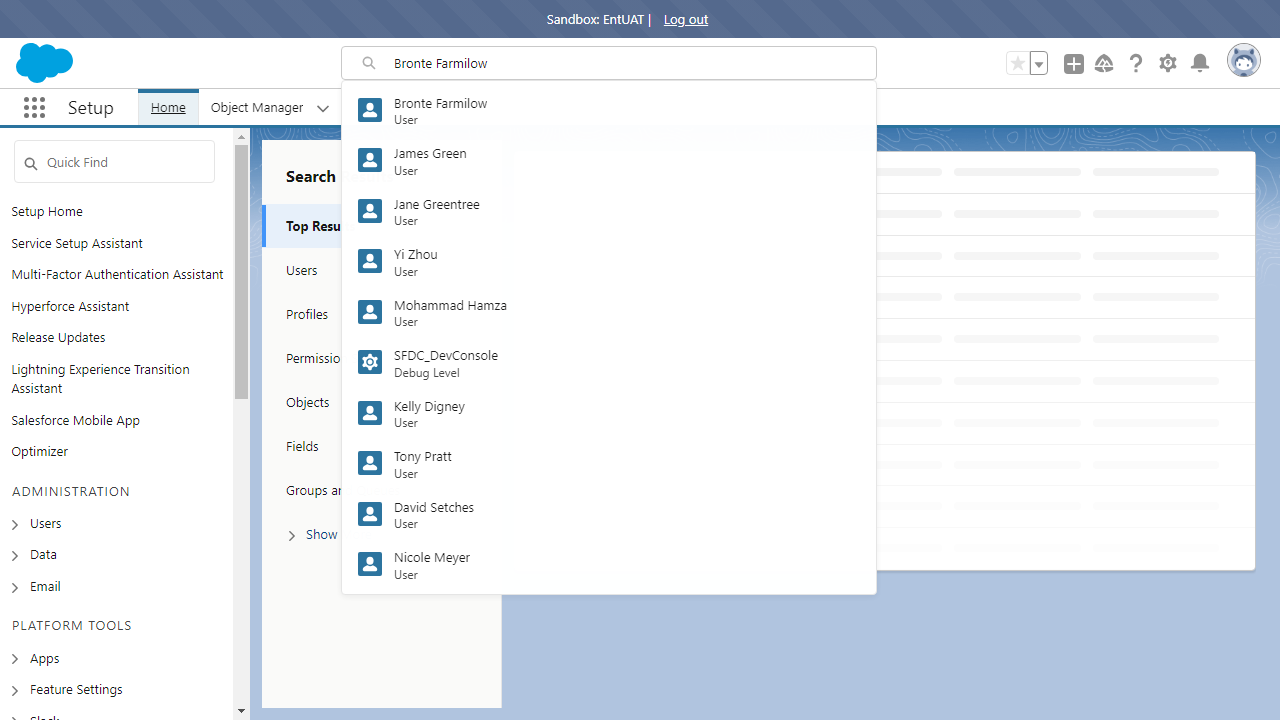 Sandbox: EntUAT | Log out
Bronte Farmilow
Setup
Home
Object Manager
Quick Find
Setup Home
Service Setup Assistant
Multi-Factor Authentication Assistant
Hyperforce Assistant
Release Updates
Lightning Experience Transition
Assistant
Salesforce Mobile App
Optimizer
ADMINISTRATION
Users
Data
Email
PLATFORM TOOLS
Apps
Feature Settings
Slack
Search
Top Resu
Users
Profiles
Permissio
Objects
Fields
Groups an
Show
Bronte Farmilow
User
James Green
User
Jane Greentree
User
Yi Zhou
User
Mohammad Hamza
User
SFDC_DevConsole
Debug Level
Kelly Digney
User
Tony Pratt
User
David Setches
User
Nicole Meyer
User